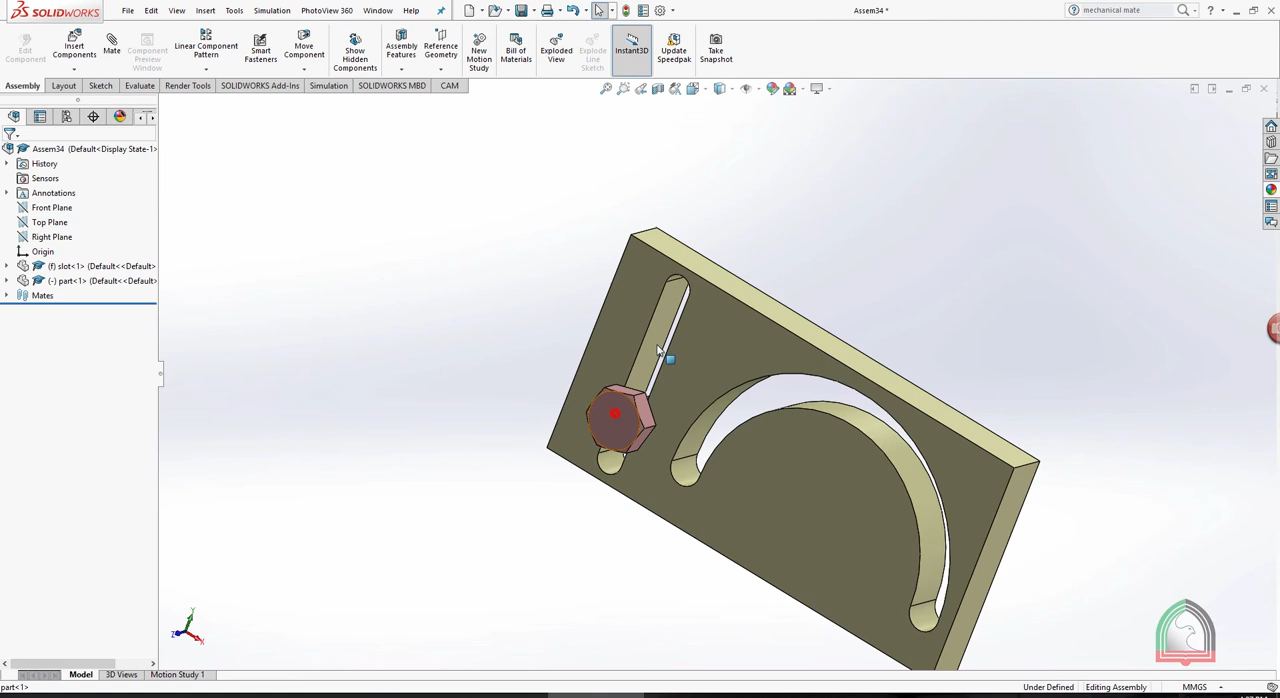 SOLIDWORKS
File Edit View Insert Tools Simulation PhotoView 360 Window Help
Assem34 *
mechanical mate
Edit Component
Insert Components
Mate
Component Preview Window
Linear Component Pattern
Smart Fasteners
Move Component
Show Hidden Components
Assembly Features
Reference Geometry
New Motion Study
Bill of Materials
Exploded View
Explode Line Sketch
Instant3D
Update Speedpak
Take Snapshot
Assembly Layout Sketch Evaluate Render Tools SOLIDWORKS Add-Ins Simulation SOLIDWORKS MBD CAM
Assem34 (Default<Display State-1>
History
Sensors
Annotations
Front Plane
Top Plane
Right Plane
Origin
(f) slot<1> (Default<<Default>
(-) part<1> (Default<<Default>
Mates
Y
Z
X
Model 3D Views Motion Study 1
part<1>
Under Defined Editing Assembly MMGS